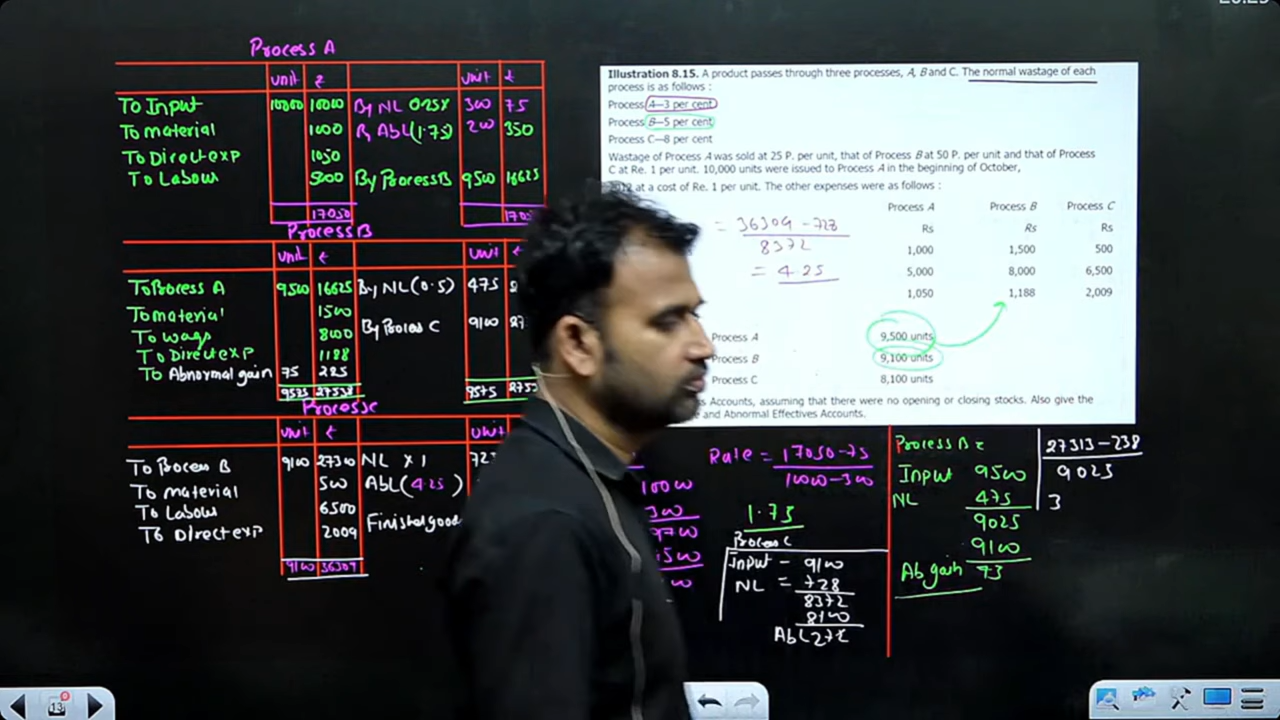 Process A
unit ₹ unit ₹
To Input 10000 10000 By NL 0.25x 300 75
To material 1000 By AbL(1.75) 200 350
To Direct exp 1050
To Labour 5000 By Process B 9500 16625
17050
Process B
unit ₹ unit
To Process A 9500 16625 By NL(0.5) 475
To material 1500
To wags 8000 By Proces C 9100 27
To Direct exp 1188
To Abnormal gain 75 225
9575 27538 9575
Process C
unit ₹ unit
To Process B 9100 27300 NL x 1 72
To material 500 AbL(4.25)
To Labour 6500
To Direct exp 2009 Finished good
9100 36309
Illustration 8.15. A product passes through three processes, A, B and C. The normal wastage of each
process is as follows :
Process A—3 per cent
Process B—5 per cent
Process C—8 per cent
Wastage of Process A was sold at 25 P. per unit, that of Process B at 50 P. per unit and that of Process
C at Re. 1 per unit. 10,000 units were issued to Process A in the beginning of October,
at a cost of Re. 1 per unit. The other expenses were as follows :
Process A Process B Process C
Rs Rs Rs
1,000 1,500 500
5,000 8,000 6,500
1,050 1,188 2,009
= 36309 - 728
8372
= 4.25
Process A 9,500 units
Process B 9,100 units
Process C 8,100 units
Accounts, assuming that there were no opening or closing stocks. Also give the
and Abnormal Effectives Accounts.
10000
300
9700
Rate = 17050-75
10000-300
1.75
Process C
Input - 9100
NL = 728
8372
8100
AbL 272
Process B =
Input 9500
NL 475
9025
9100
Ab gain 75
27313-238
9025
3
13